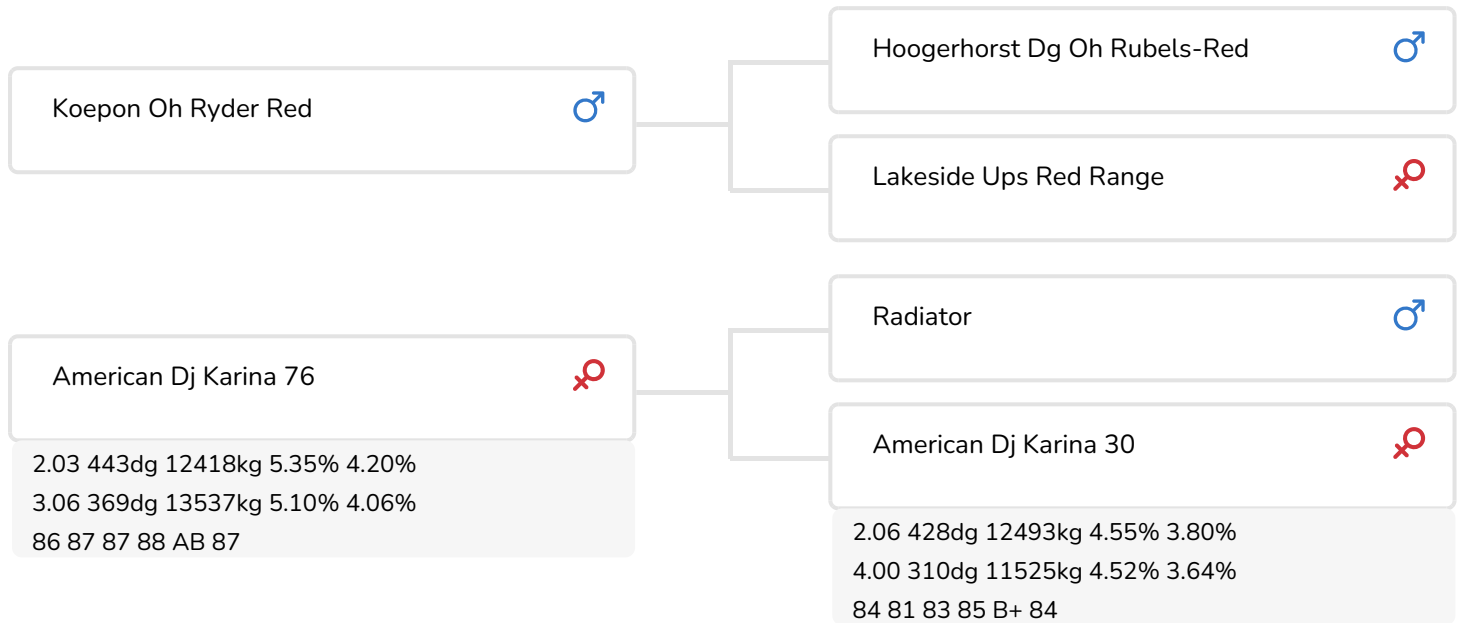 Hoogerhorst Dg Oh Rubels-Red
Koepon Oh Ryder Red
Lakeside Ups Red Range
Radiator
American Dj Karina 76
2.03 443dg 12418kg 5.35% 4.20%
3.06 369dg 13537kg 5.10% 4.06%
86 87 87 88 AB 87
American Dj Karina 30
2.06 428dg 12493kg 4.55% 3.80%
4.00 310dg 11525kg 4.52% 3.64%
84 81 83 85 B+ 84